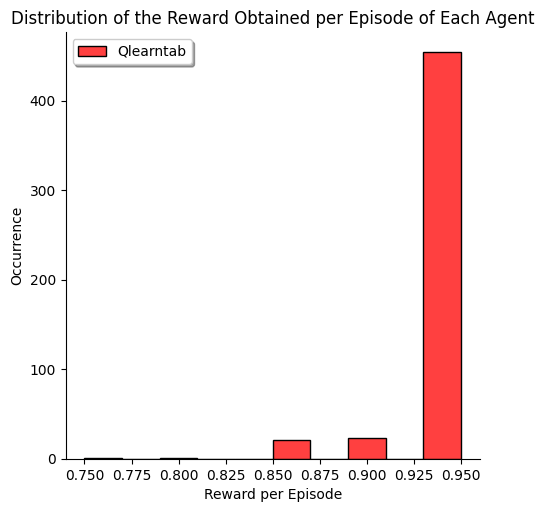 Distribution of the Reward Obtained per Episode of Each Agent
Qlearntab
400
300
200
100
0
Occurrence
0.750 0.775 0.800 0.825 0.850 0.875 0.900 0.925 0.950
Reward per Episode